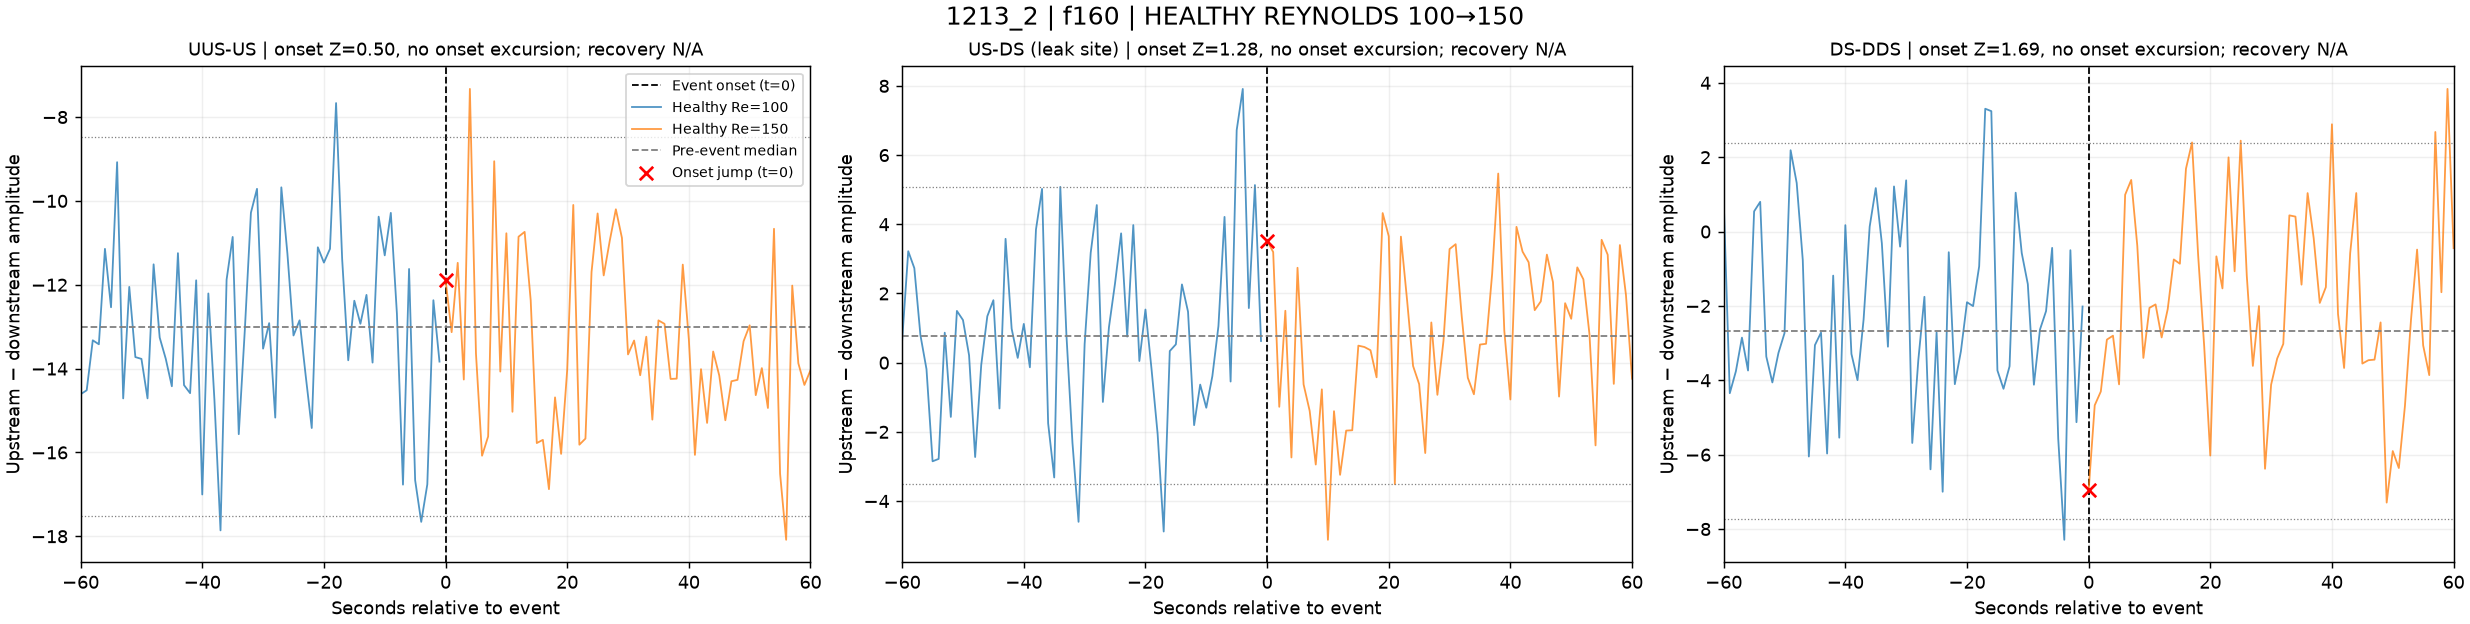 1213_2 | f160 | HEALTHY REYNOLDS 100→150
UUS-US | onset Z=0.50, no onset excursion; recovery N/A
Upstream − downstream amplitude
−8
−10
−12
−14
−16
−18
−60
−40
−20
0
20
40
60
Seconds relative to event
Event onset (t=0)
Healthy Re=100
Healthy Re=150
Pre-event median
Onset jump (t=0)
US-DS (leak site) | onset Z=1.28, no onset excursion; recovery N/A
Upstream − downstream amplitude
8
6
4
2
0
−2
−4
−60
−40
−20
0
20
40
60
Seconds relative to event
DS-DDS | onset Z=1.69, no onset excursion; recovery N/A
Upstream − downstream amplitude
4
2
0
−2
−4
−6
−8
−60
−40
−20
0
20
40
60
Seconds relative to event